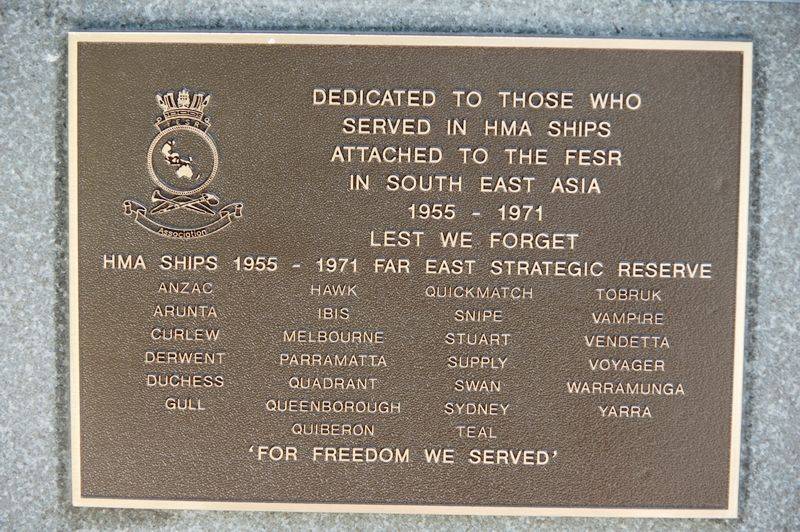 FESR
Association
DEDICATED TO THOSE WHO
SERVED IN HMA SHIPS
ATTACHED TO THE FESR
IN SOUTH EAST ASIA
1955 - 1971
LEST WE FORGET
HMA SHIPS 1955 - 1971 FAR EAST STRATEGIC RESERVE
ANZAC
ARUNTA
CURLEW
DERWENT
DUCHESS
GULL
HAWK
IBIS
MELBOURNE
PARRAMATTA
QUADRANT
QUEENBOROUGH
QUIBERON
QUICKMATCH
SNIPE
STUART
SUPPLY
SWAN
SYDNEY
TEAL
TOBRUK
VAMPIRE
VENDETTA
VOYAGER
WARRAMUNGA
YARRA
'FOR FREEDOM WE SERVED'